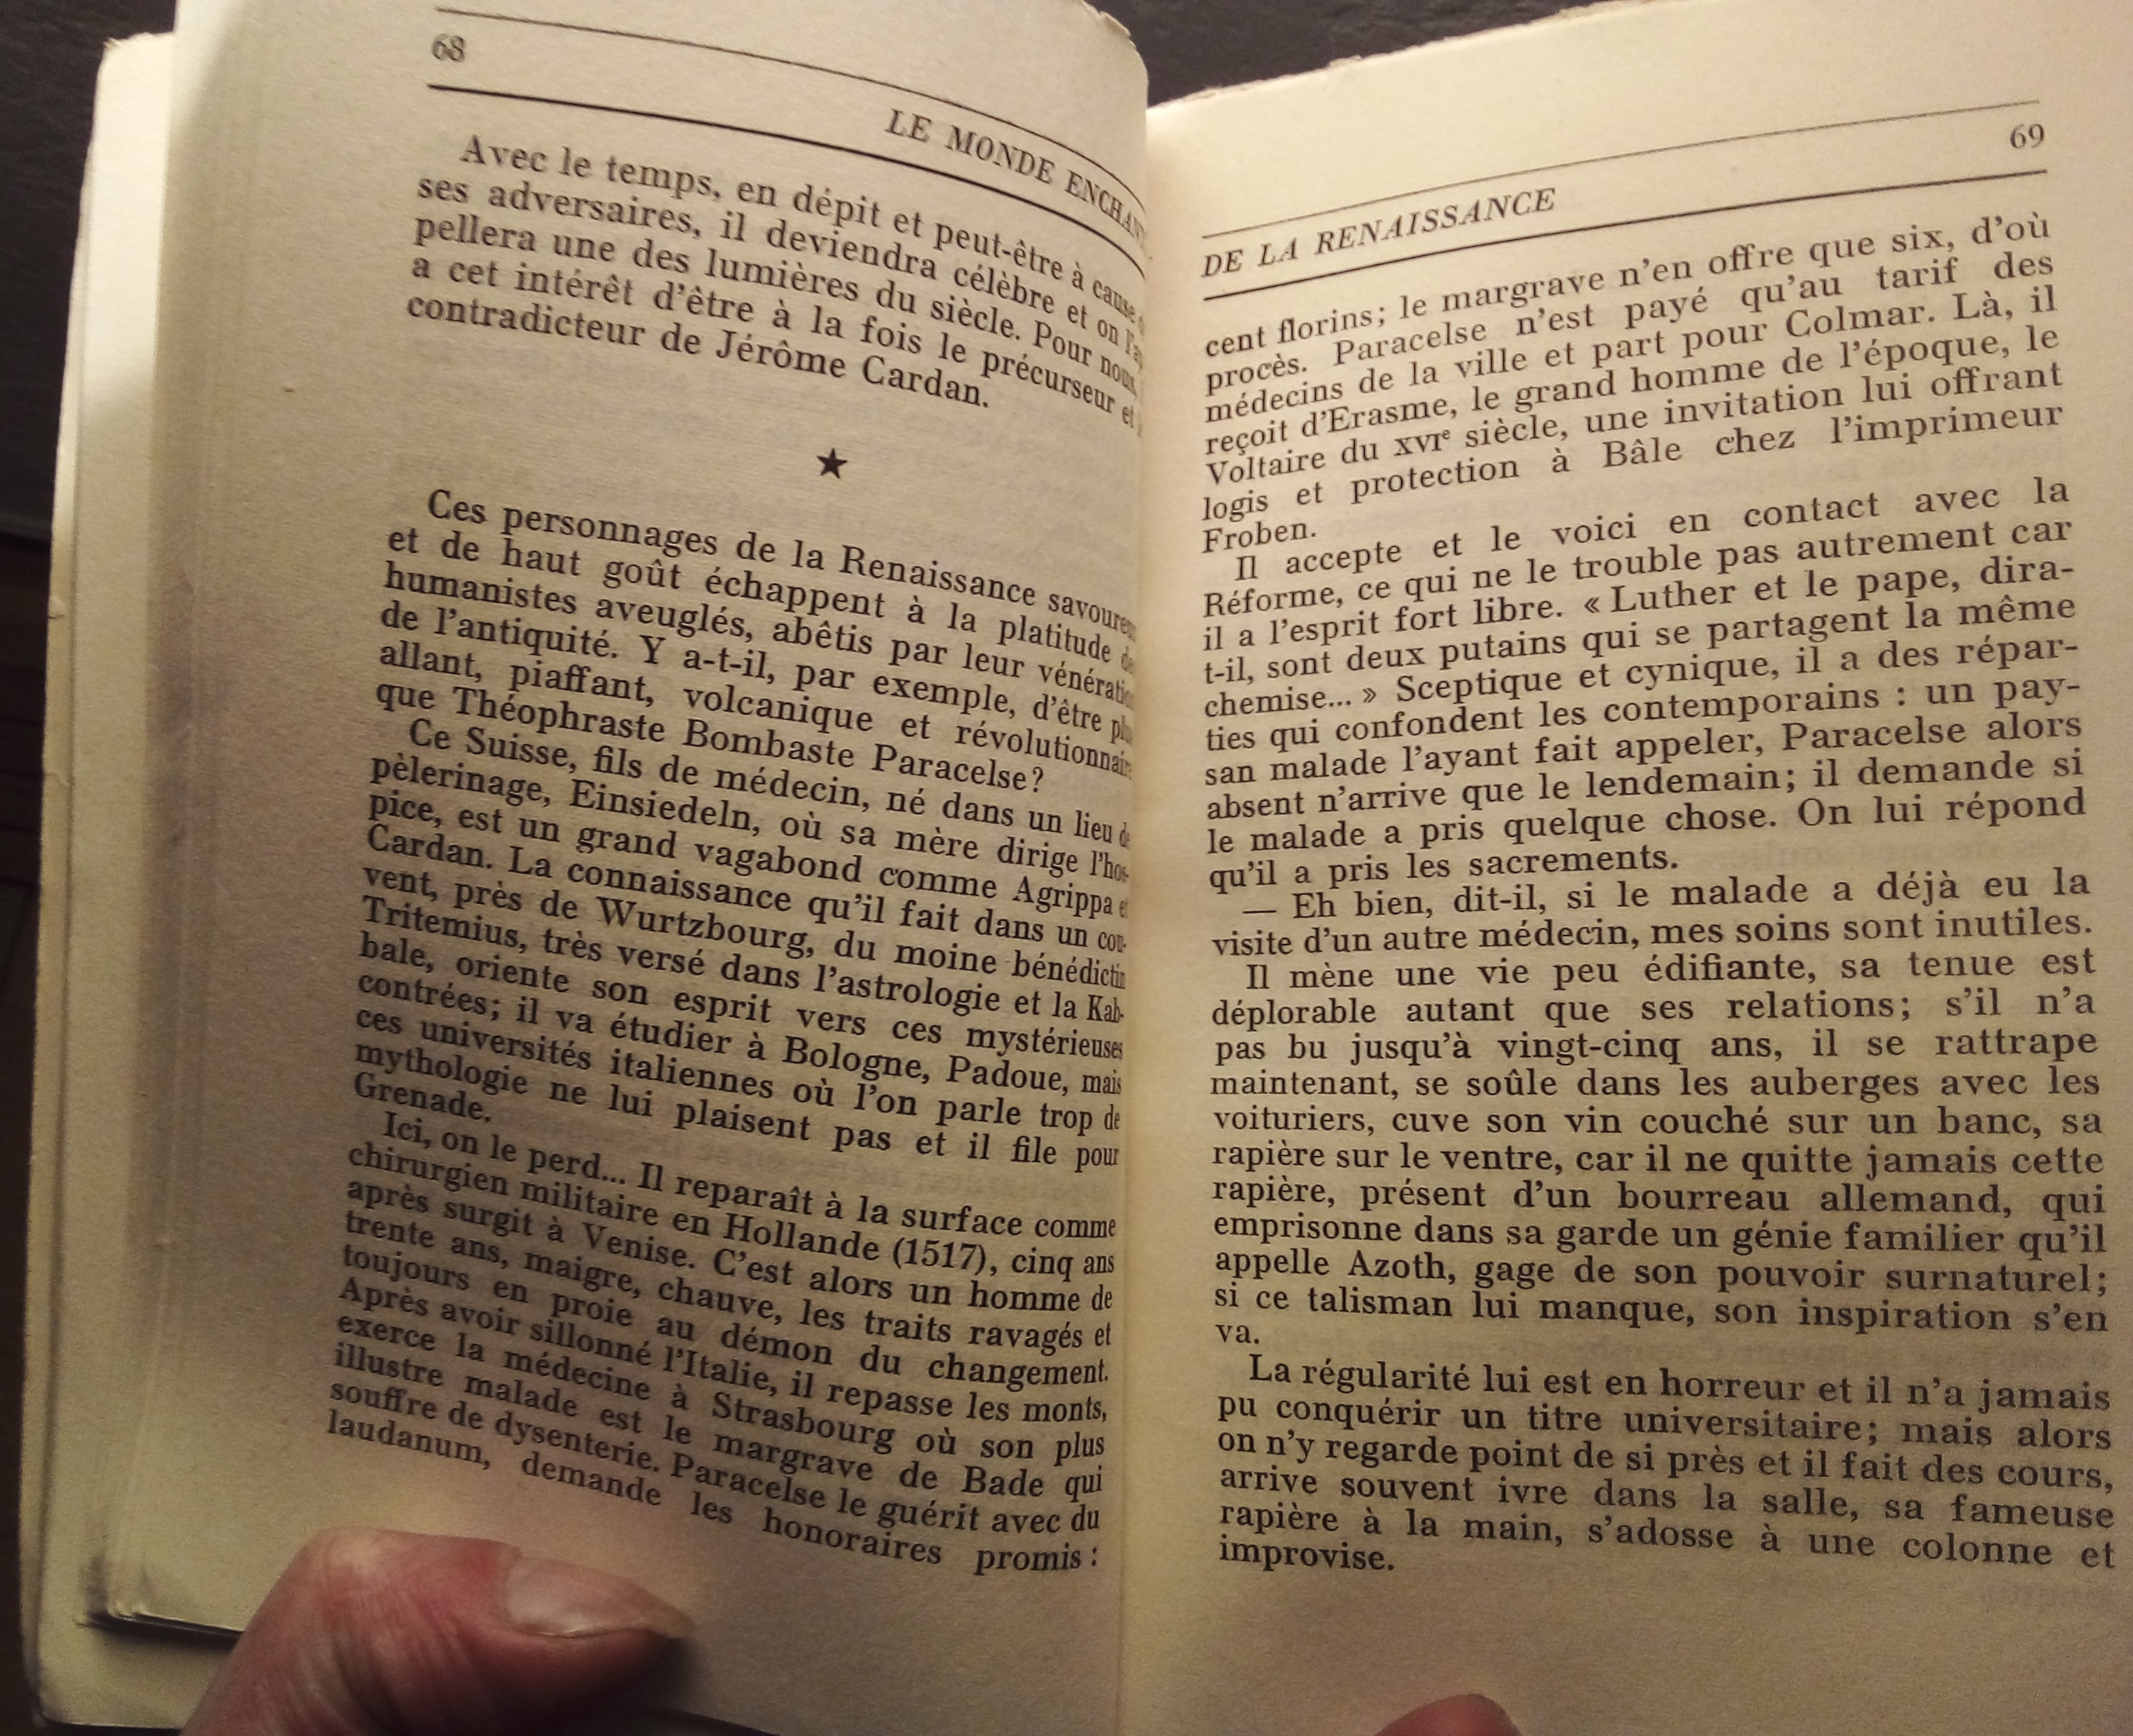 68
LE MONDE ENCHAN
Avec le temps, en dépit et peut-être à cause
ses adversaires, il deviendra célèbre et on l'ap
pellera une des lumières du siècle. Pour nous,
a cet intérêt d'être à la fois le précurseur et
contradicteur de Jérôme Cardan.
★
Ces personnages de la Renaissance savoureu
et de haut goût échappent à la platitude de
humanistes aveuglés, abêtis par leur vénératio
de l'antiquité. Y a-t-il, par exemple, d'être plu
allant, piaffant, volcanique et révolutionnaire
que Théophraste Bombaste Paracelse?
Ce Suisse, fils de médecin, né dans un lieu de
pèlerinage, Einsiedeln, où sa mère dirige l'hos-
pice, est un grand vagabond comme Agrippa et
Cardan. La connaissance qu'il fait dans un cou-
vent, près de Wurtzbourg, du moine bénédictin
Tritemius, très versé dans l'astrologie et la Kab-
bale, oriente son esprit vers ces mystérieuses
contrées; il va étudier à Bologne, Padoue, mais
ces universités italiennes où l'on parle trop de
mythologie ne lui plaisent pas et il file pour
Grenade.
Ici, on le perd... Il reparaît à la surface comme
chirurgien militaire en Hollande (1517), cinq ans
après surgit à Venise. C'est alors un homme de
trente ans, maigre, chauve, les traits ravagés et
toujours en proie au démon du changement.
Après avoir sillonné l'Italie, il repasse les monts,
exerce la médecine à Strasbourg où son plus
illustre malade est le margrave de Bade qui
souffre de dysenterie. Paracelse le guérit avec du
laudanum, demande les honoraires promis :
69
DE LA RENAISSANCE
cent florins; le margrave n'en offre que six, d'où
procès. Paracelse n'est payé qu'au tarif des
médecins de la ville et part pour Colmar. Là, il
reçoit d'Erasme, le grand homme de l'époque, le
Voltaire du XVIe siècle, une invitation lui offrant
logis et protection à Bâle chez l'imprimeur
Froben.
Il accepte et le voici en contact avec la
Réforme, ce qui ne le trouble pas autrement car
il a l'esprit fort libre. « Luther et le pape, dira-
t-il, sont deux putains qui se partagent la même
chemise... » Sceptique et cynique, il a des répar-
ties qui confondent les contemporains : un pay-
san malade l'ayant fait appeler, Paracelse alors
absent n'arrive que le lendemain; il demande si
le malade a pris quelque chose. On lui répond
qu'il a pris les sacrements.
— Eh bien, dit-il, si le malade a déjà eu la
visite d'un autre médecin, mes soins sont inutiles.
Il mène une vie peu édifiante, sa tenue est
déplorable autant que ses relations; s'il n'a
pas bu jusqu'à vingt-cinq ans, il se rattrape
maintenant, se soûle dans les auberges avec les
voituriers, cuve son vin couché sur un banc, sa
rapière sur le ventre, car il ne quitte jamais cette
rapière, présent d'un bourreau allemand, qui
emprisonne dans sa garde un génie familier qu'il
appelle Azoth, gage de son pouvoir surnaturel;
si ce talisman lui manque, son inspiration s'en
va.
La régularité lui est en horreur et il n'a jamais
pu conquérir un titre universitaire; mais alors
on n'y regarde point de si près et il fait des cours,
arrive souvent ivre dans la salle, sa fameuse
rapière à la main, s'adosse à une colonne et
improvise.